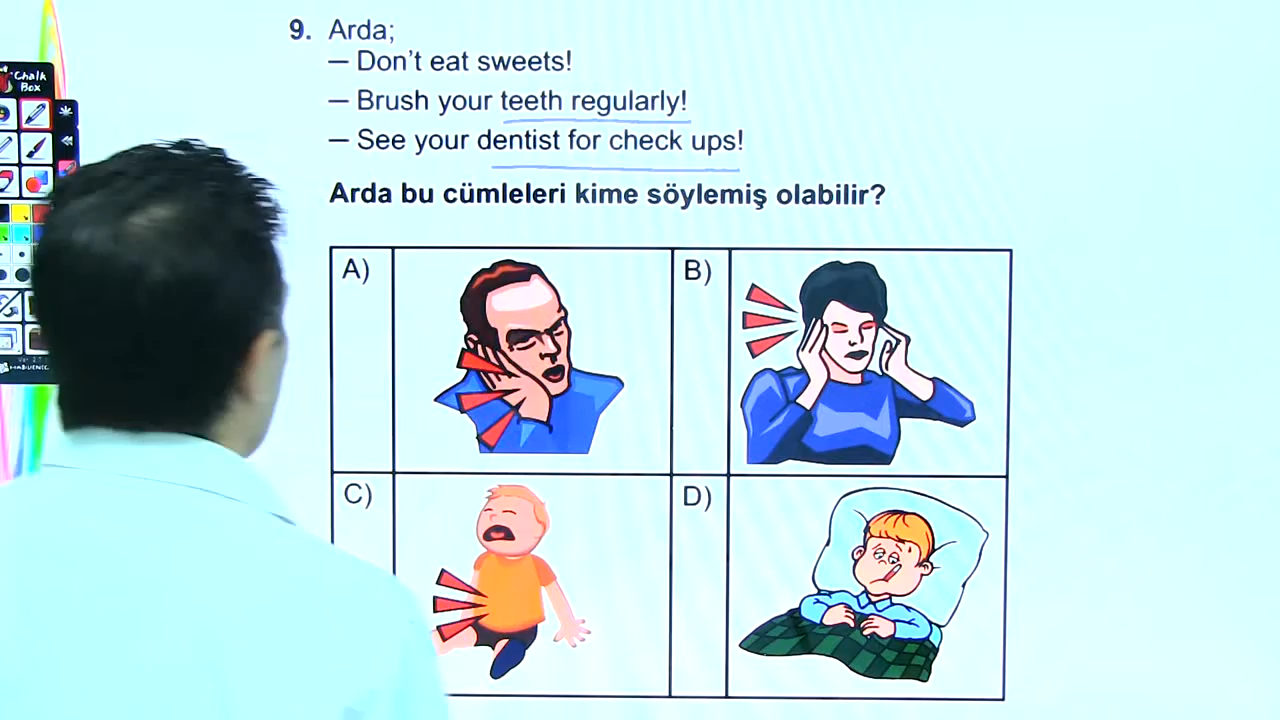 9. Arda;
— Don't eat sweets!
— Brush your teeth regularly!
— See your dentist for check ups!
Arda bu cümleleri kime söylemiş olabilir?
A)
B)
C)
D)
Chalk
Box